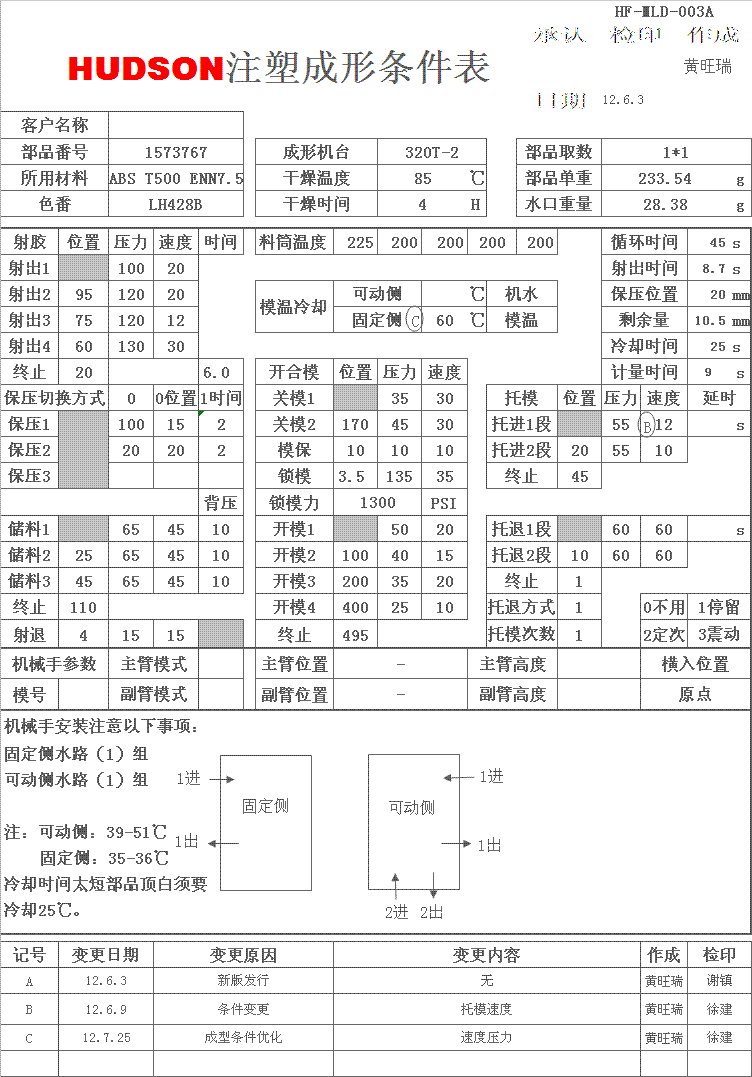 HF-MLD-003A
承认 检印 作成
HUDSON注塑成形条件表 黄旺瑞
日期 12.6.3
客户名称
部品番号 1573767 成形机台 320T-2 部品取数 1*1
所用材料 ABS T500 ENN7.5 干燥温度 85 ℃ 部品单重 233.54 g
色番 LH428B 干燥时间 4 H 水口重量 28.38 g
射胶 位置 压力 速度 时间 料筒温度 225 200 200 200 200 循环时间 45 s
射出1 100 20 射出时间 8.7 s
射出2 95 120 20 模温冷却 可动侧 ℃ 机水 保压位置 20 mm
射出3 75 120 12 固定侧 C 60 ℃ 模温 剩余量 10.5 mm
射出4 60 130 30 冷却时间 25 s
终止 20 6.0 开合模 位置 压力 速度 计量时间 9 s
保压切换方式 0 0位置 1时间 关模1 35 30 托模 位置 压力 速度 延时
保压1 100 15 2 关模2 170 45 30 托进1段 55 B 12 s
保压2 20 20 2 模保 10 10 10 托进2段 20 55 10
保压3 锁模 3.5 135 35 终止 45
背压 锁模力 1300 PSI
储料1 65 45 10 开模1 50 20 托退1段 60 60 s
储料2 25 65 45 10 开模2 100 40 15 托退2段 10 60 60
储料3 45 65 45 10 开模3 200 35 20 终止 1
终止 110 开模4 400 25 10 托退方式 1 0不用 1停留
射退 4 15 15 终止 495 托模次数 1 2定次 3震动
机械手参数 主臂模式 主臂位置 - 主臂高度 横入位置
模号 副臂模式 副臂位置 - 副臂高度 原点
机械手安装注意以下事项:
固定侧水路（1）组
可动侧水路（1）组 1进 1进
固定侧 可动侧
注: 可动侧: 39-51℃ 1出 1出
固定侧: 35-36℃
冷却时间太短部品顶白须要
冷却25℃。 2进 2出
记号 变更日期 变更原因 变更内容 作成 检印
A 12.6.3 新版发行 无 黄旺瑞 谢镇
B 12.6.9 条件变更 托模速度 黄旺瑞 徐建
C 12.7.25 成型条件优化 速度压力 黄旺瑞 徐建